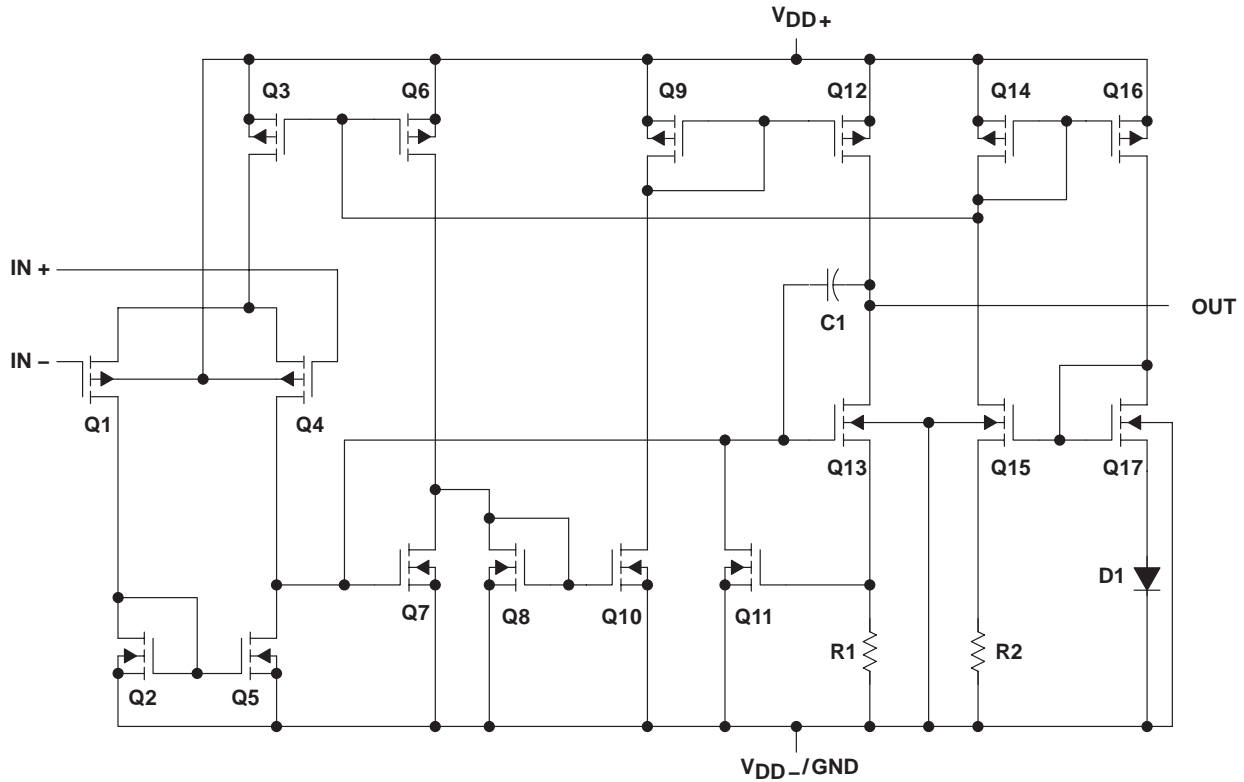 VDD+
Q3
Q6
Q9
Q12
Q14
Q16
IN +
C1
OUT
IN −
Q1
Q4
Q13
Q15
Q17
Q7
Q8
Q10
Q11
D1
R1
R2
Q2
Q5
VDD−/GND